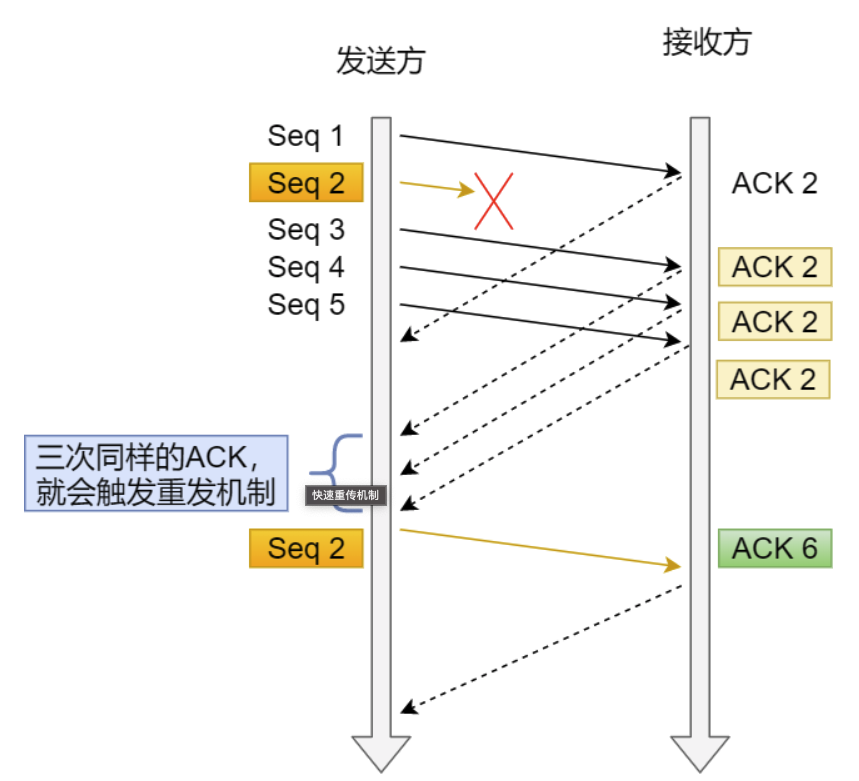 发送方
接收方
Seq 1
Seq 2
ACK 2
Seq 3
Seq 4
ACK 2
Seq 5
ACK 2
ACK 2
三次同样的ACK，
就会触发重发机制
快速重传机制
Seq 2
ACK 6